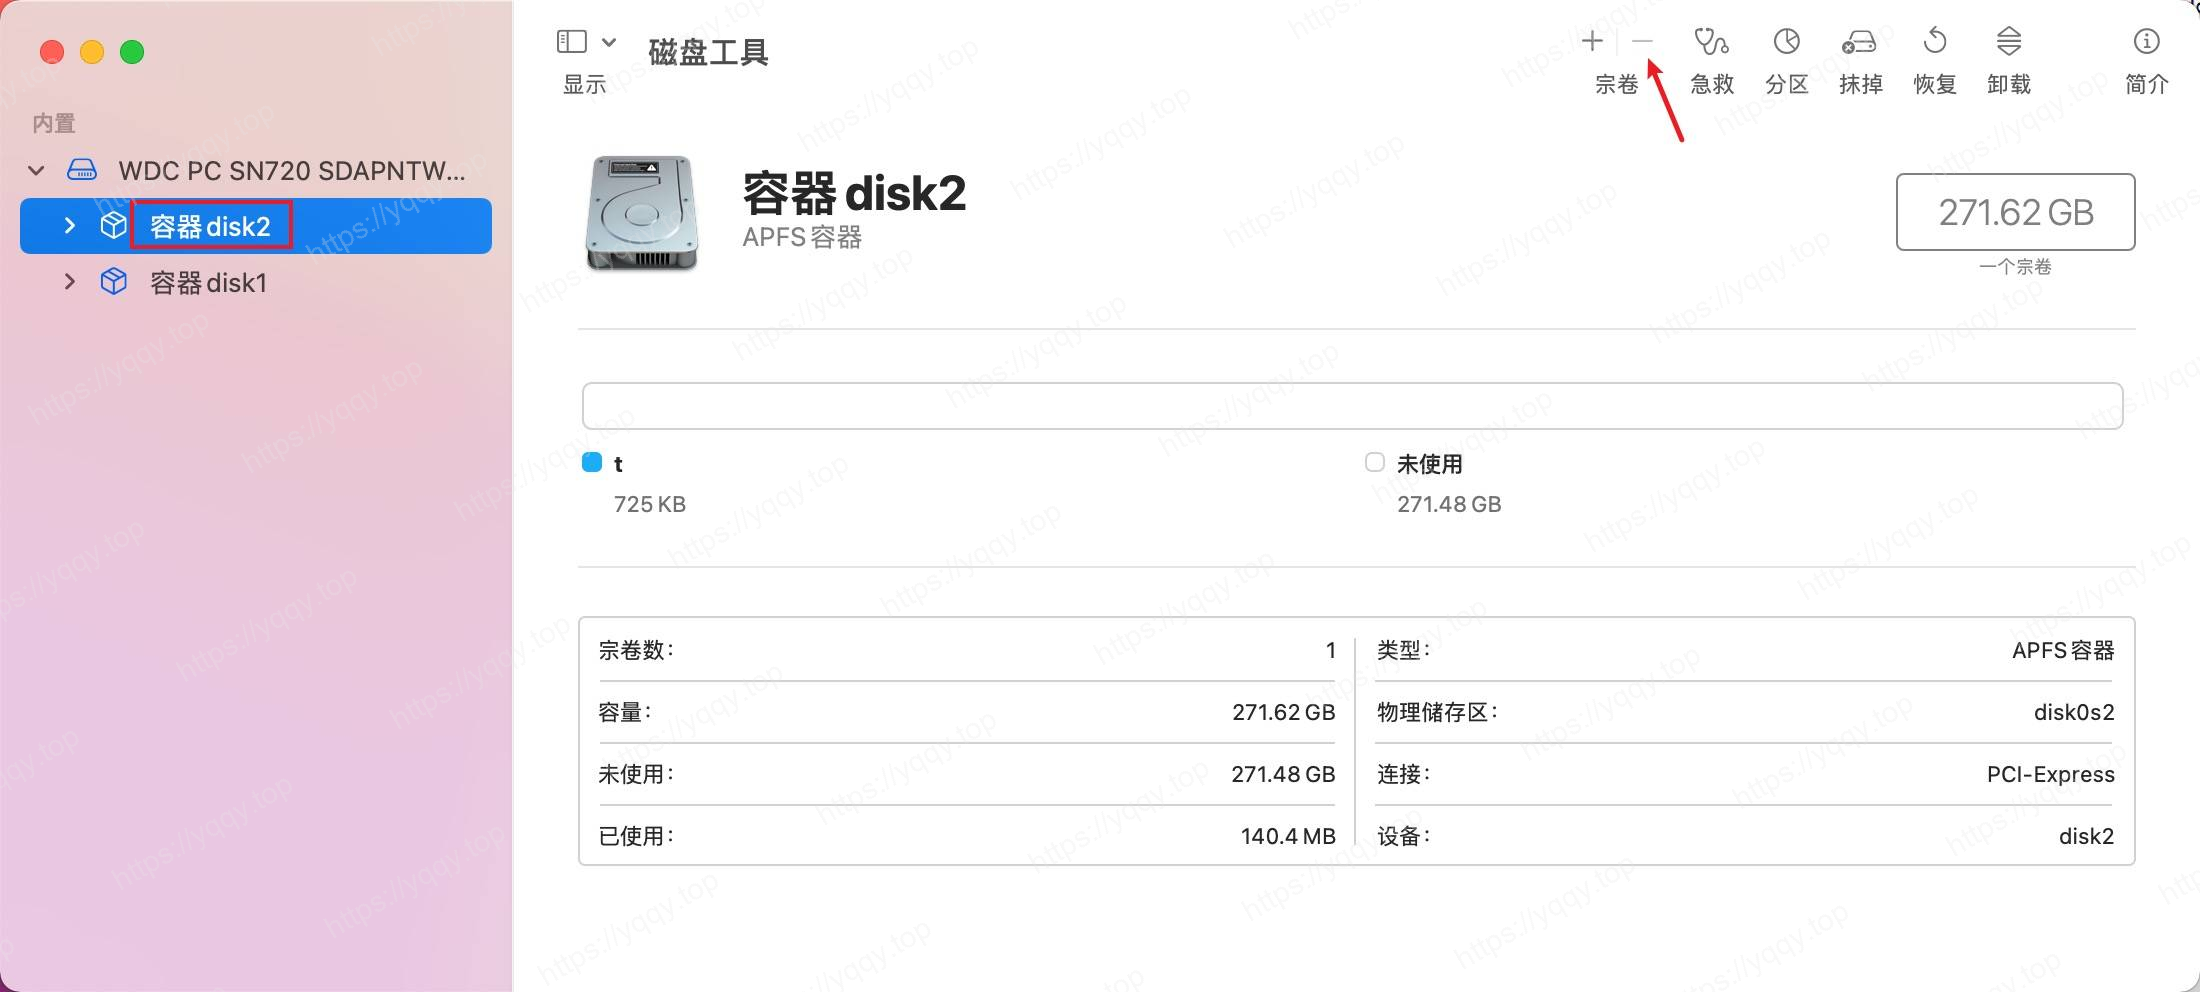 显示
磁盘工具
宗卷
急救
分区
抹掉
恢复
卸载
简介
内置
WDC PC SN720 SDAPNTW...
容器 disk2
容器 disk1
容器 disk2
APFS 容器
271.62 GB
一个宗卷
t
725 KB
未使用
271.48 GB
宗卷数: 1
类型: APFS 容器
容量: 271.62 GB
物理储存区: disk0s2
未使用: 271.48 GB
连接: PCI-Express
已使用: 140.4 MB
设备: disk2
https://yqqy.top